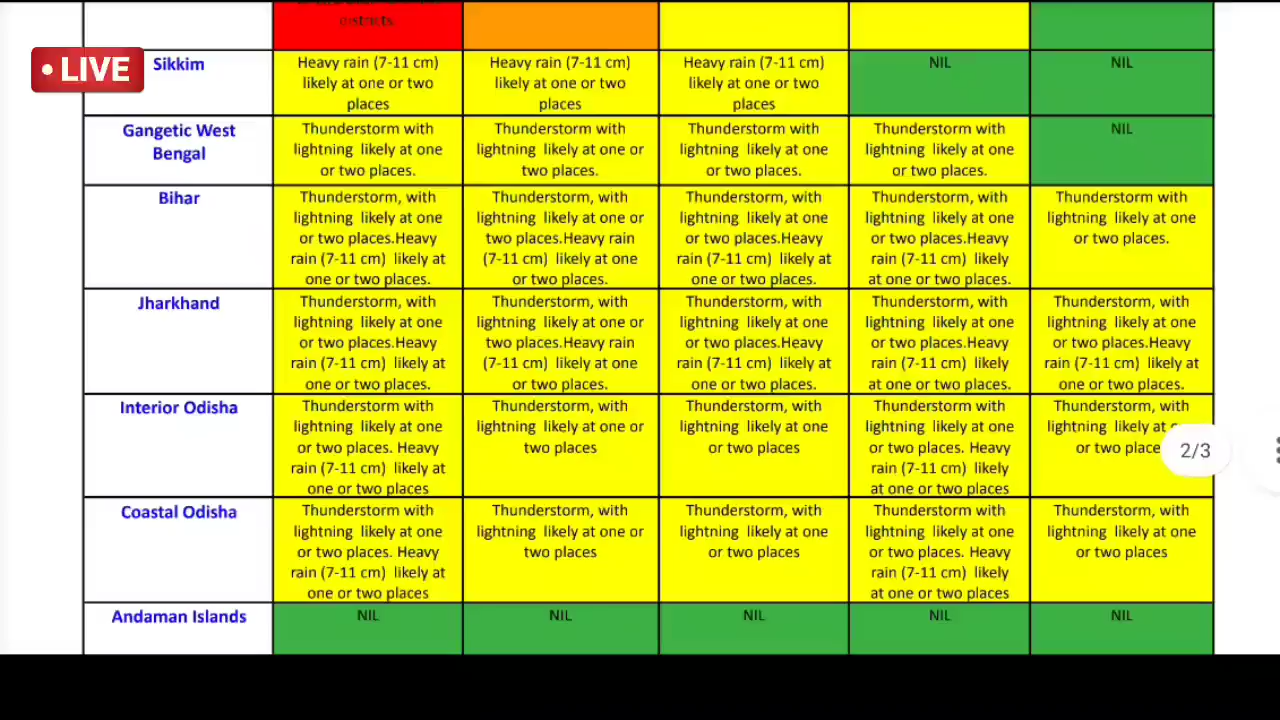 districts.
LIVE
Sikkim
Heavy rain (7-11 cm)
likely at one or two
places
Heavy rain (7-11 cm)
likely at one or two
places
Heavy rain (7-11 cm)
likely at one or two
places
NIL
NIL
Gangetic West
Bengal
Thunderstorm with
lightning likely at one
or two places.
Thunderstorm with
lightning likely at one or
two places.
Thunderstorm with
lightning likely at one
or two places.
Thunderstorm with
lightning likely at one
or two places.
NIL
Bihar
Thunderstorm, with
lightning likely at one
or two places.Heavy
rain (7-11 cm) likely at
one or two places.
Thunderstorm, with
lightning likely at one or
two places.Heavy rain
(7-11 cm) likely at one
or two places.
Thunderstorm, with
lightning likely at one
or two places.Heavy
rain (7-11 cm) likely at
one or two places.
Thunderstorm, with
lightning likely at one
or two places.Heavy
rain (7-11 cm) likely
at one or two places.
Thunderstorm with
lightning likely at one
or two places.
Jharkhand
Thunderstorm, with
lightning likely at one
or two places.Heavy
rain (7-11 cm) likely at
one or two places.
Thunderstorm, with
lightning likely at one or
two places.Heavy rain
(7-11 cm) likely at one
or two places.
Thunderstorm, with
lightning likely at one
or two places.Heavy
rain (7-11 cm) likely at
one or two places.
Thunderstorm, with
lightning likely at one
or two places.Heavy
rain (7-11 cm) likely
at one or two places.
Thunderstorm, with
lightning likely at one
or two places.Heavy
rain (7-11 cm) likely at
one or two places.
Interior Odisha
Thunderstorm with
lightning likely at one
or two places. Heavy
rain (7-11 cm) likely at
one or two places
Thunderstorm, with
lightning likely at one or
two places
Thunderstorm, with
lightning likely at one
or two places
Thunderstorm with
lightning likely at one
or two places. Heavy
rain (7-11 cm) likely
at one or two places
Thunderstorm, with
lightning likely at
or two
2/3
Coastal Odisha
Thunderstorm with
lightning likely at one
or two places. Heavy
rain (7-11 cm) likely at
one or two places
Thunderstorm, with
lightning likely at one or
two places
Thunderstorm, with
lightning likely at one
or two places
Thunderstorm with
lightning likely at one
or two places. Heavy
rain (7-11 cm) likely
at one or two places
Thunderstorm, with
lightning likely at one
or two places
Andaman Islands
NIL
NIL
NIL
NIL
NIL